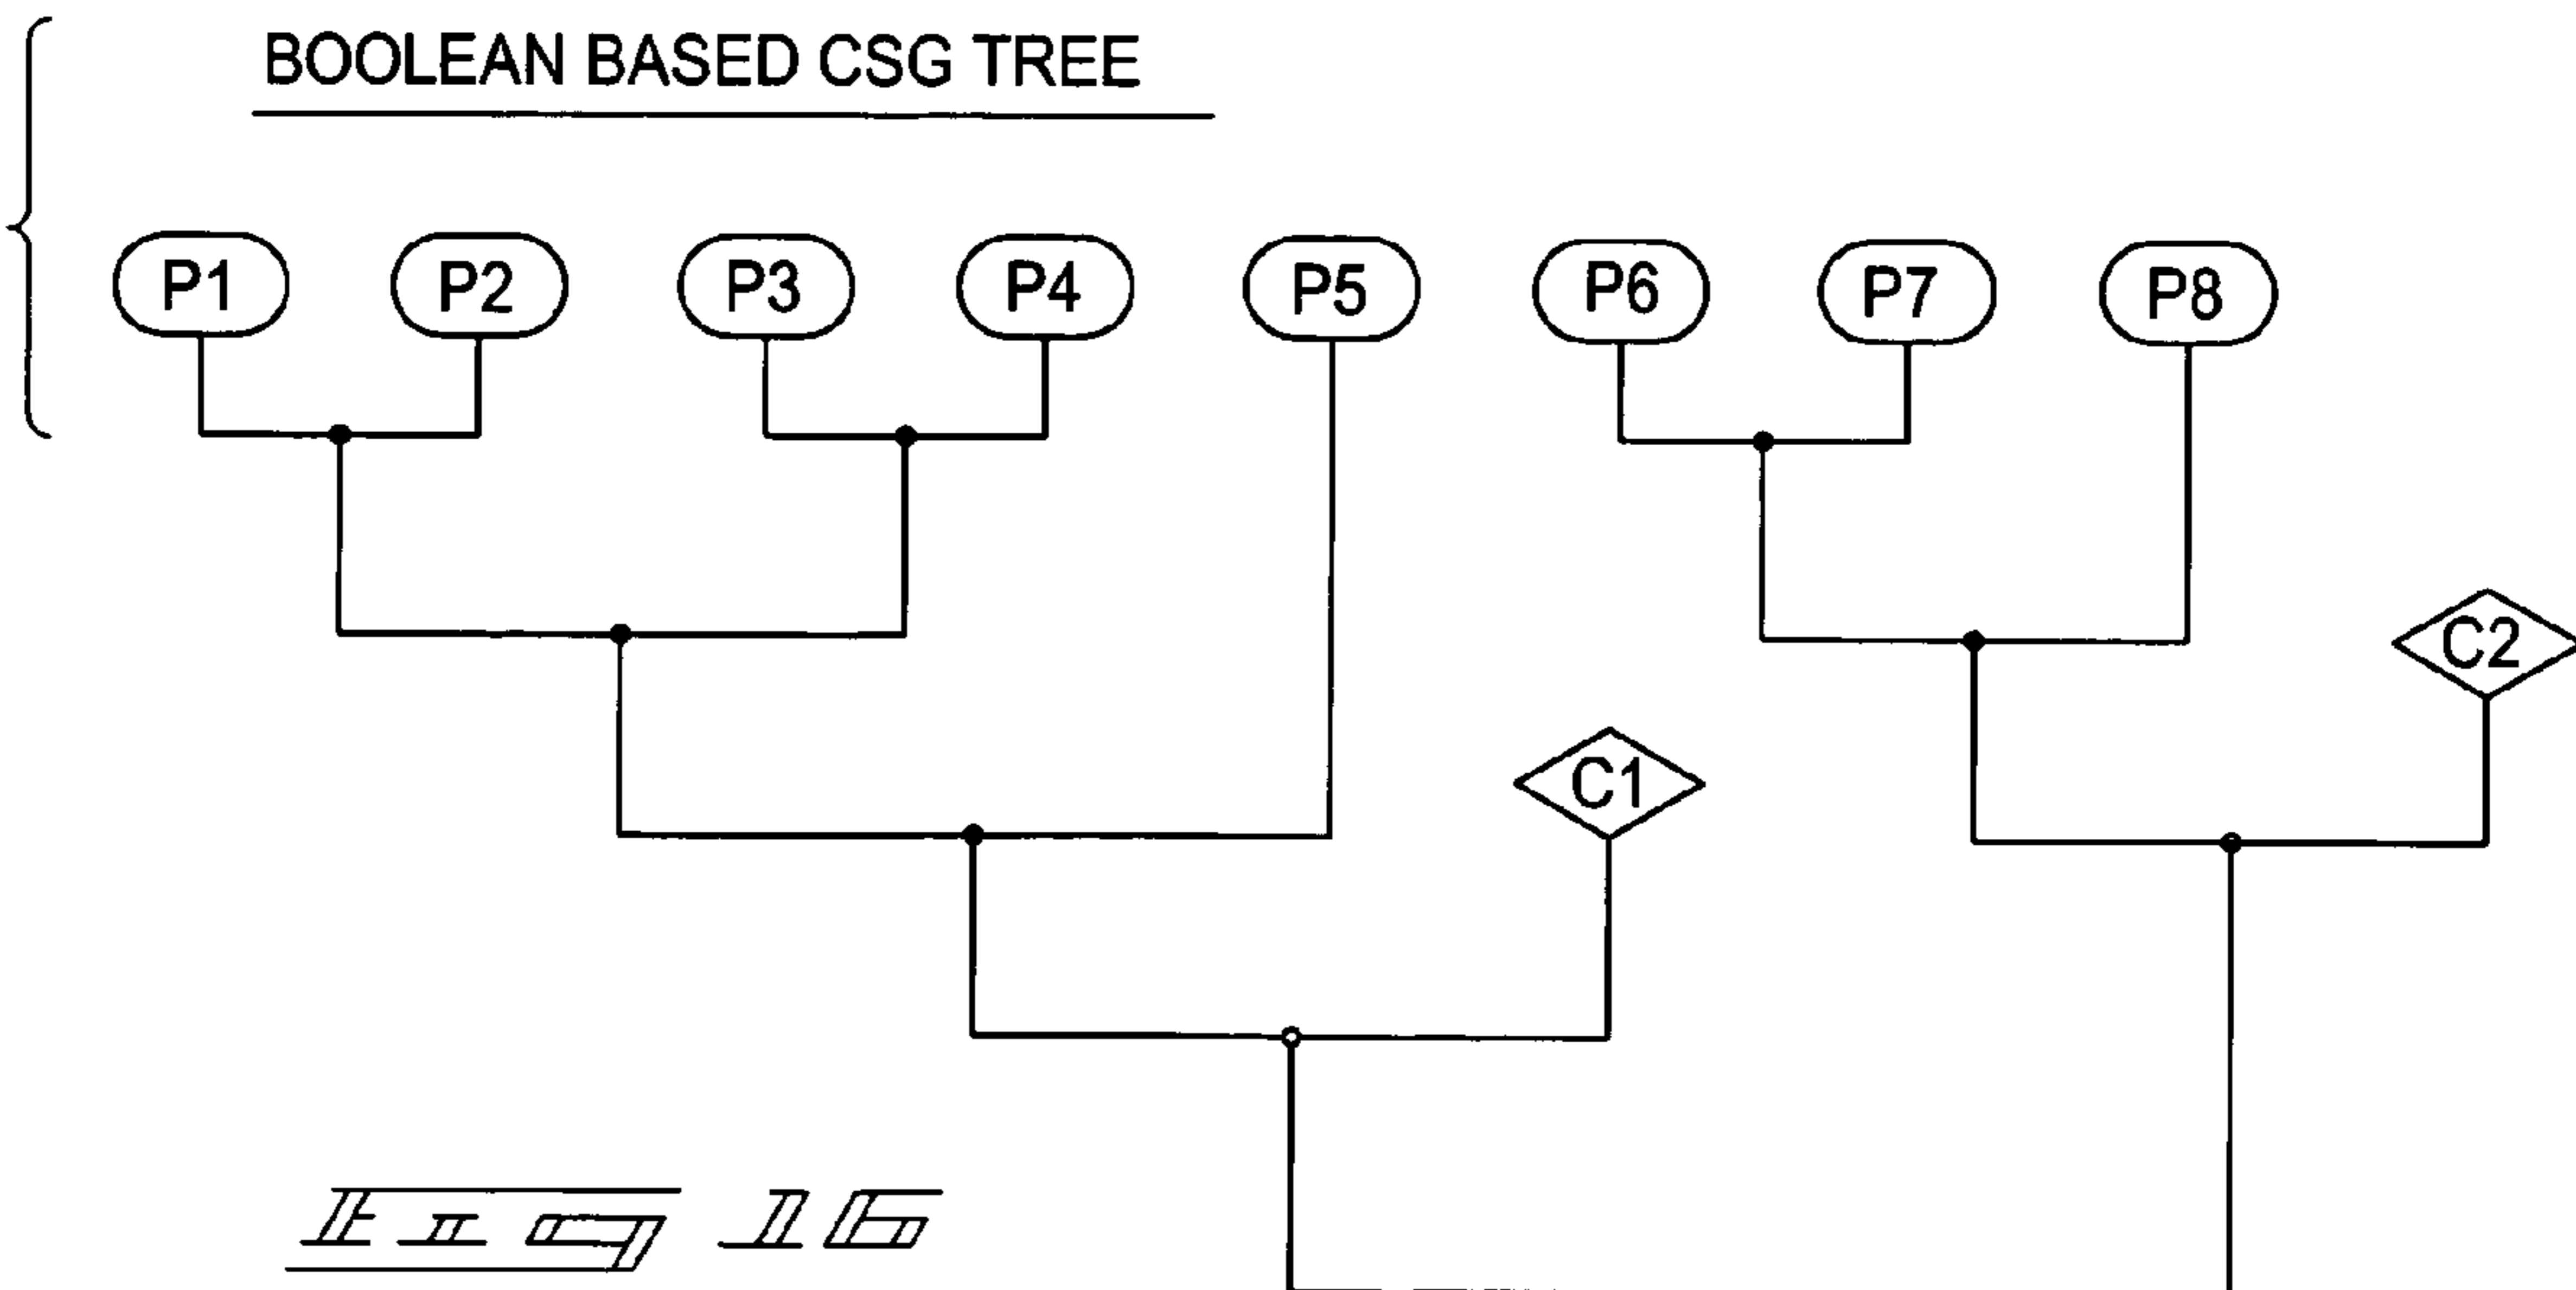 BOOLEAN BASED CSG TREE
P1 P2 P3 P4 P5 P6 P7 P8
C2
C1
Fig 16